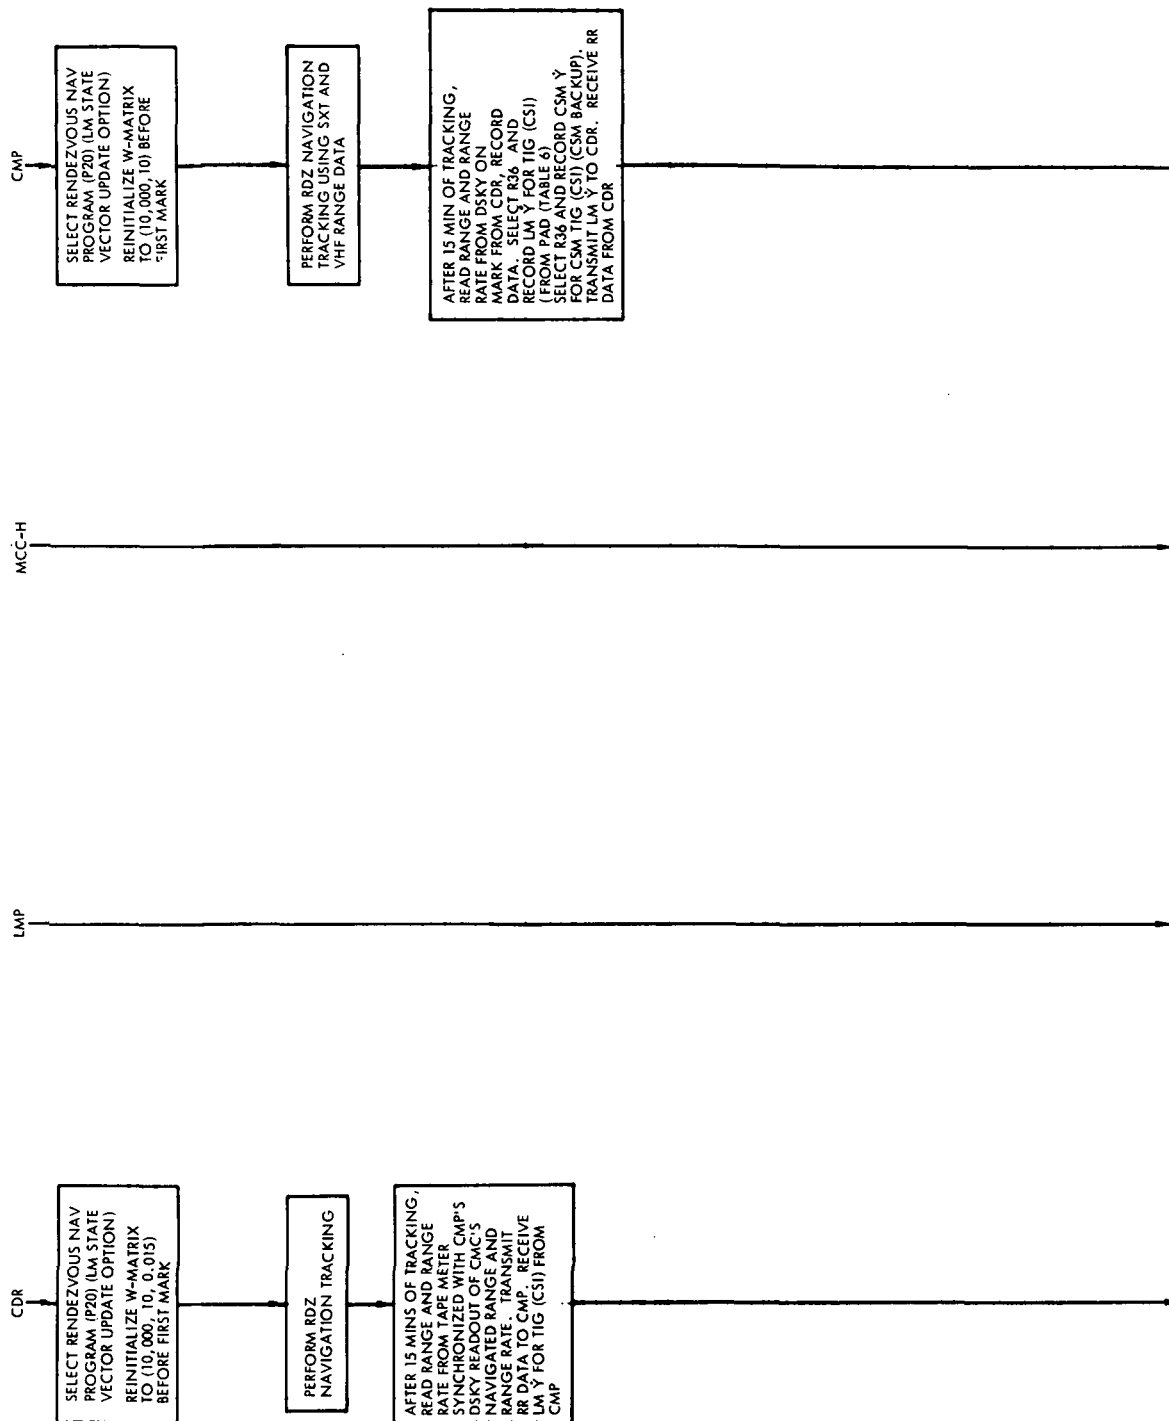 CDR
SELECT RENDEZVOUS NAV
PROGRAM (P20) (LM STATE
VECTOR UPDATE OPTION)
REINITIALIZE W-MATRIX
TO (10,000, 10, 0.015)
BEFORE FIRST MARK
PERFORM RDZ
NAVIGATION TRACKING
AFTER 15 MINS OF TRACKING,
READ RANGE AND RANGE
RATE FROM TAPE METER
SYNCHRONIZED WITH CMP'S
DSKY READOUT OF CMC'S
NAVIGATED RANGE AND
RANGE RATE. TRANSMIT
RR DATA TO CMP. RECEIVE
LM Ẏ FOR TIG (CSI) FROM
CMP
LMP
MCC-H
CMP
SELECT RENDEZVOUS NAV
PROGRAM (P20) (LM STATE
VECTOR UPDATE OPTION)
REINITIALIZE W-MATRIX
TO (10,000, 10) BEFORE
FIRST MARK
PERFORM RDZ NAVIGATION
TRACKING USING SXT AND
VHF RANGE DATA
AFTER 15 MIN OF TRACKING,
READ RANGE AND RANGE
RATE FROM DSKY ON
MARK FROM CDR, RECORD
DATA. SELECT R36 AND
RECORD LM Ẏ FOR TIG (CSI)
(FROM PAD (TABLE 6)
SELECT R36 AND RECORD CSM Ẏ
FOR CSM TIG (CSI) (CSM BACKUP).
TRANSMIT LM Ẏ TO CDR. RECEIVE RR
DATA FROM CDR